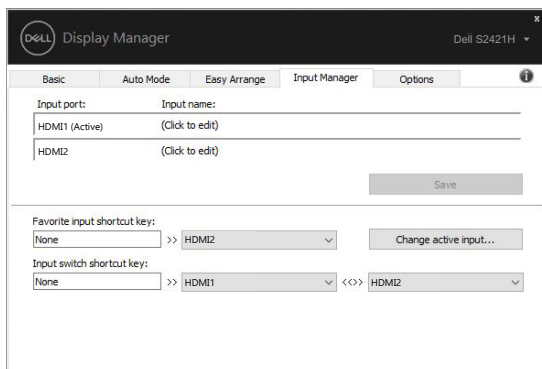 x
DELL Display Manager
Dell S2421H
Basic Auto Mode Easy Arrange Input Manager Options
Input port: Input name:
HDMI1 (Active) (Click to edit)
HDMI2 (Click to edit)
Save
Favorite input shortcut key:
None >> HDMI2 Change active input...
Input switch shortcut key:
None >> HDMI1 <<>> HDMI2